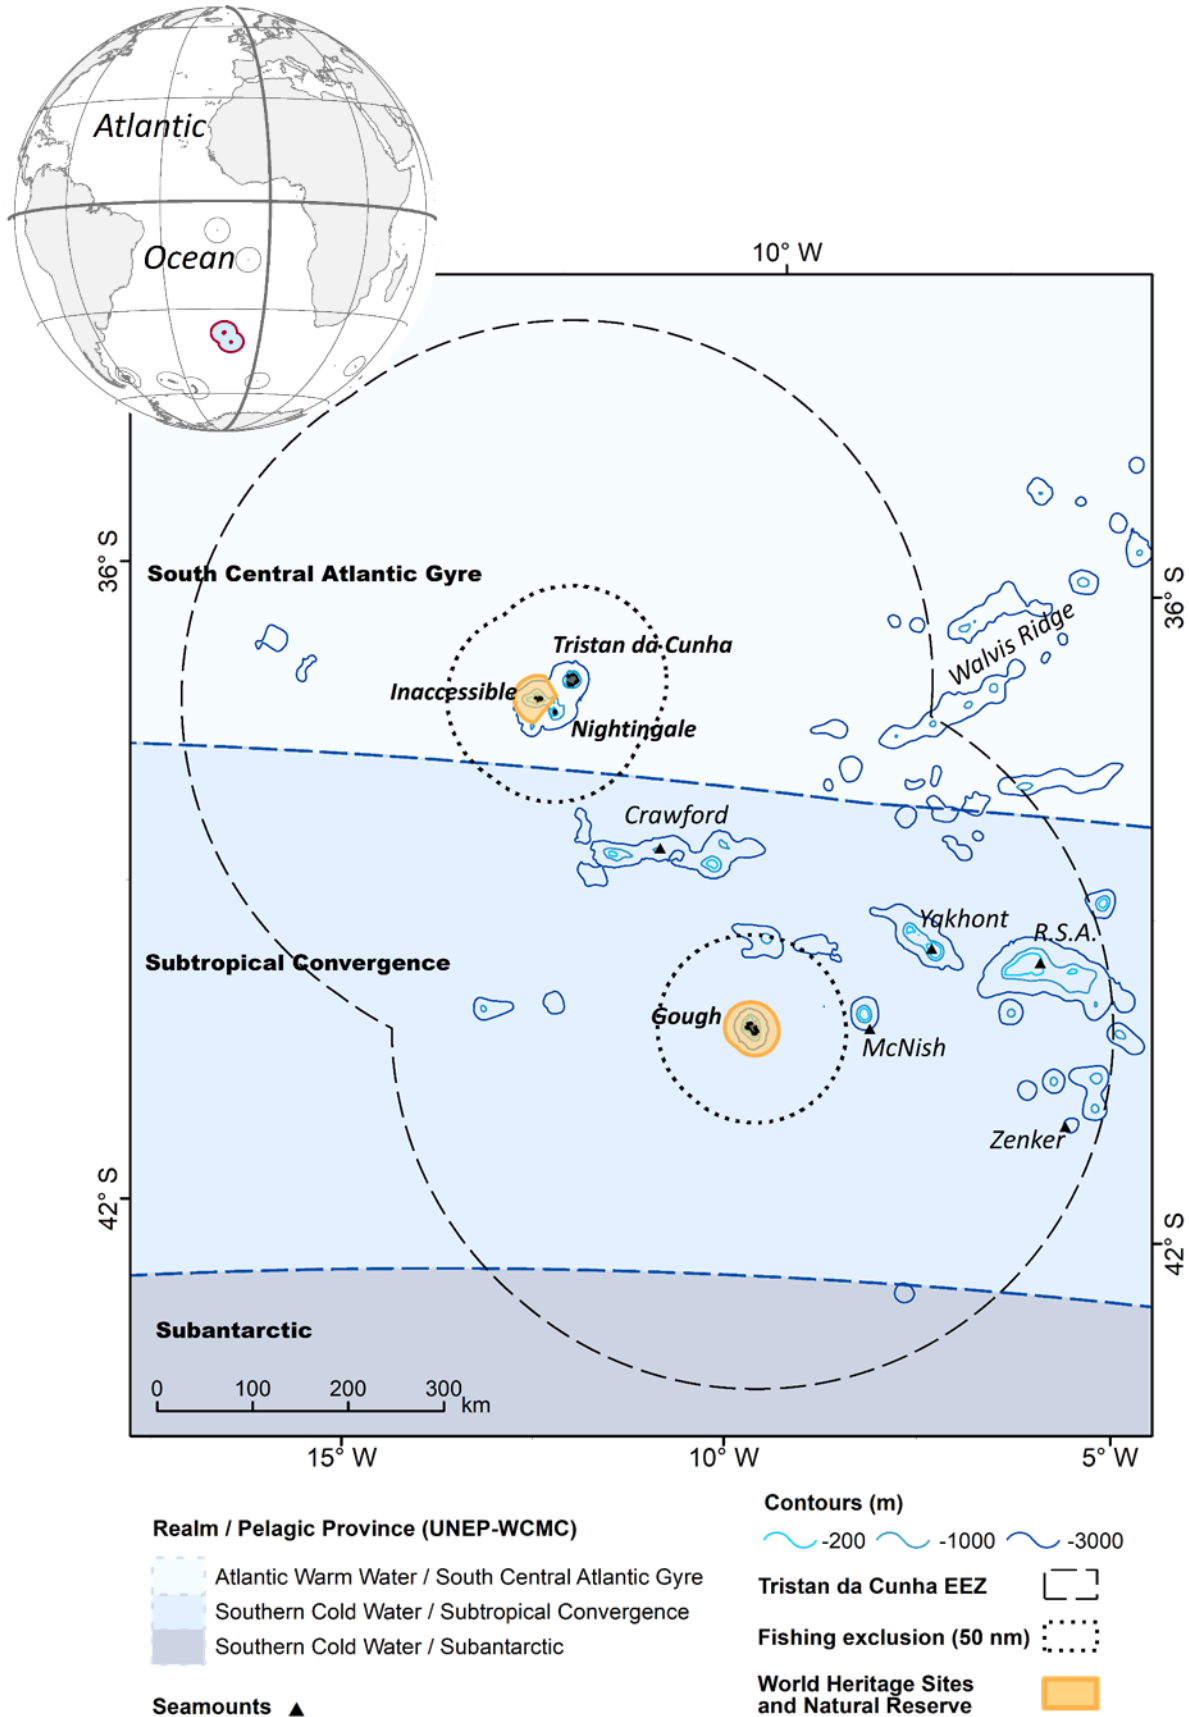 Atlantic
Ocean
10° W
36° S
36° S
South Central Atlantic Gyre
Walvis Ridge
Tristan da Cunha
Inaccessible
Nightingale
Crawford
Yakhont
R.S.A.
Subtropical Convergence
Gough
McNish
Zenker
42° S
42° S
Subantarctic
0 100 200 300 km
15° W 10° W 5° W
Contours (m)
-200 -1000 -3000
Realm / Pelagic Province (UNEP-WCMC)
Atlantic Warm Water / South Central Atlantic Gyre
Southern Cold Water / Subtropical Convergence
Southern Cold Water / Subantarctic
Seamounts
Tristan da Cunha EEZ
Fishing exclusion (50 nm)
World Heritage Sites
and Natural Reserve